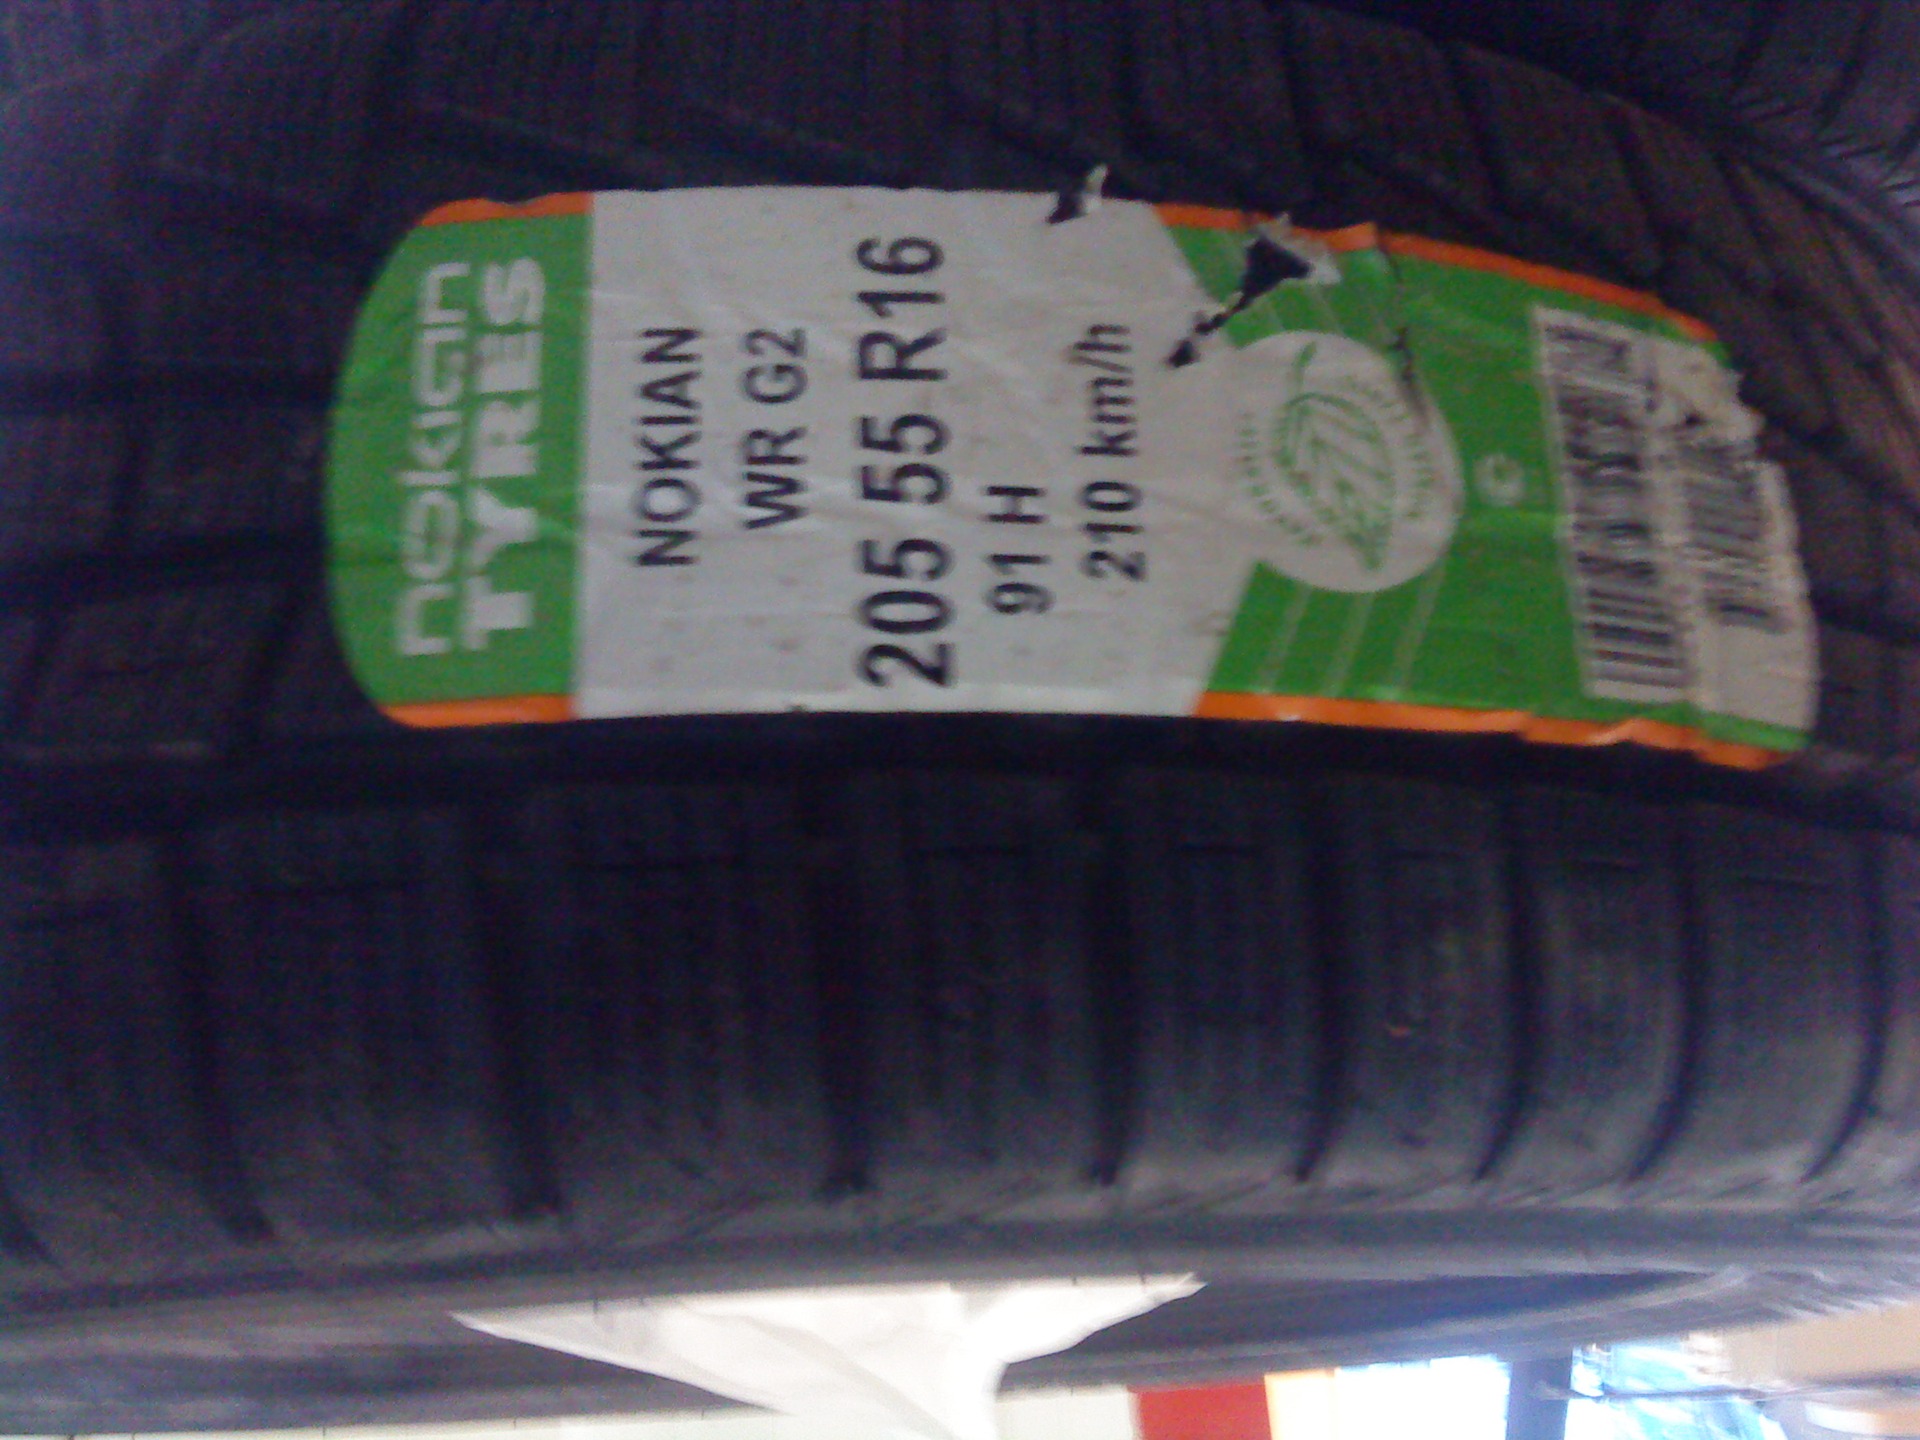 nokian
TYRES
NOKIAN
WR G2
205 55 R16
91 H
210 km/h